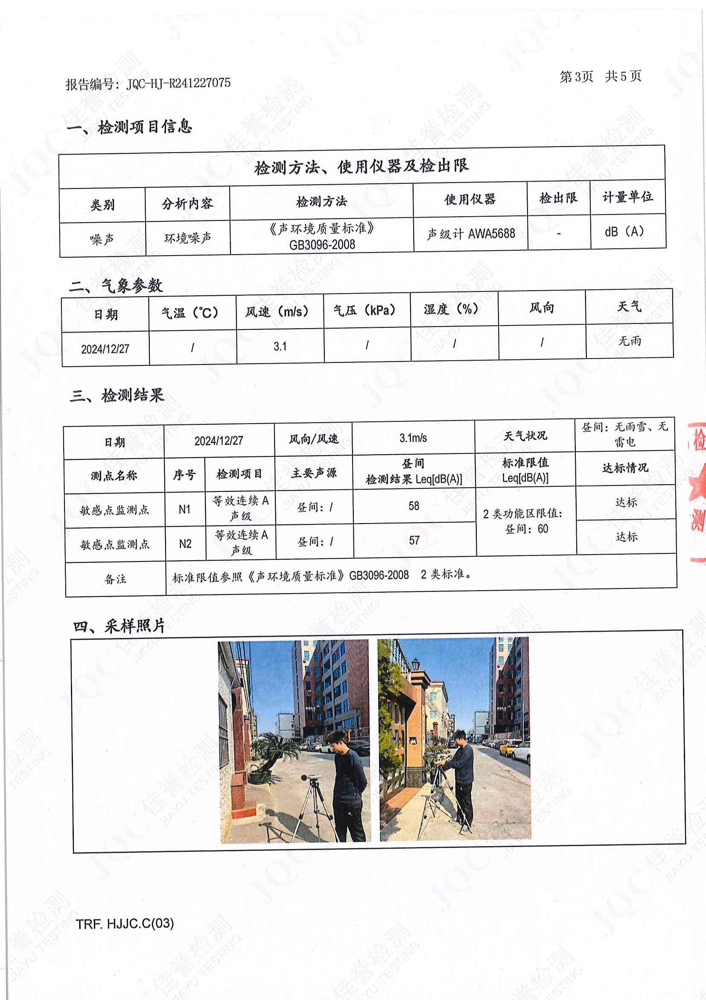 报告编号：JQC-HJ-R241227075
第 3页 共 5 页
一、检测项目信息
检测方法、使用仪器及检出限
类别 分析内容 检测方法 使用仪器 检出限 计量单位
噪声 环境噪声 《声环境质量标准》 GB3096-2008 声级计 AWA5688 - dB（A）
二、气象参数
日期 气温（℃） 风速（m/s） 气压（kPa） 湿度（%） 风向 天气
2024/12/27 / 3.1 / / / 无雨
三、检测结果
日期 2024/12/27 风向/风速 3.1m/s 天气状况 昼间：无雨雪、无雷电
测点名称 序号 检测项目 主要声源 昼间 检测结果 Leq[dB(A)] 标准限值 Leq[dB(A)] 达标情况
敏感点监测点 N1 等效连续 A 声级 昼间：/ 58 2 类功能区限值： 昼间：60 达标
敏感点监测点 N2 等效连续 A 声级 昼间：/ 57 达标
备注 标准限值参照《声环境质量标准》GB3096-2008 2 类标准。
四、采样照片
TRF. HJJC.C(03)
JQC 佳誉检测
JIAYU TESTING
检
测